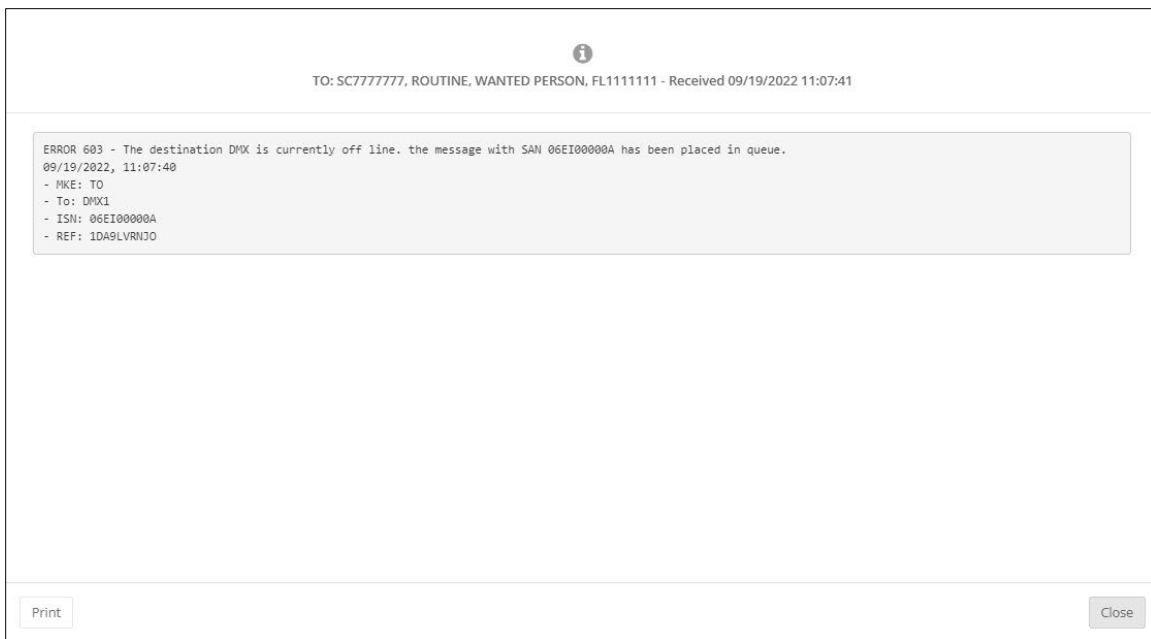 TO: SC7777777, ROUTINE, WANTED PERSON, FL1111111 - Received 09/19/2022 11:07:41
ERROR 603 - The destination DMX is currently off line. the message with SAN 06EI00000A has been placed in queue.
09/19/2022, 11:07:40
- MKE: TO
- To: DMX1
- ISN: 06EI00000A
- REF: 1DA9LVRNJO
Print
Close